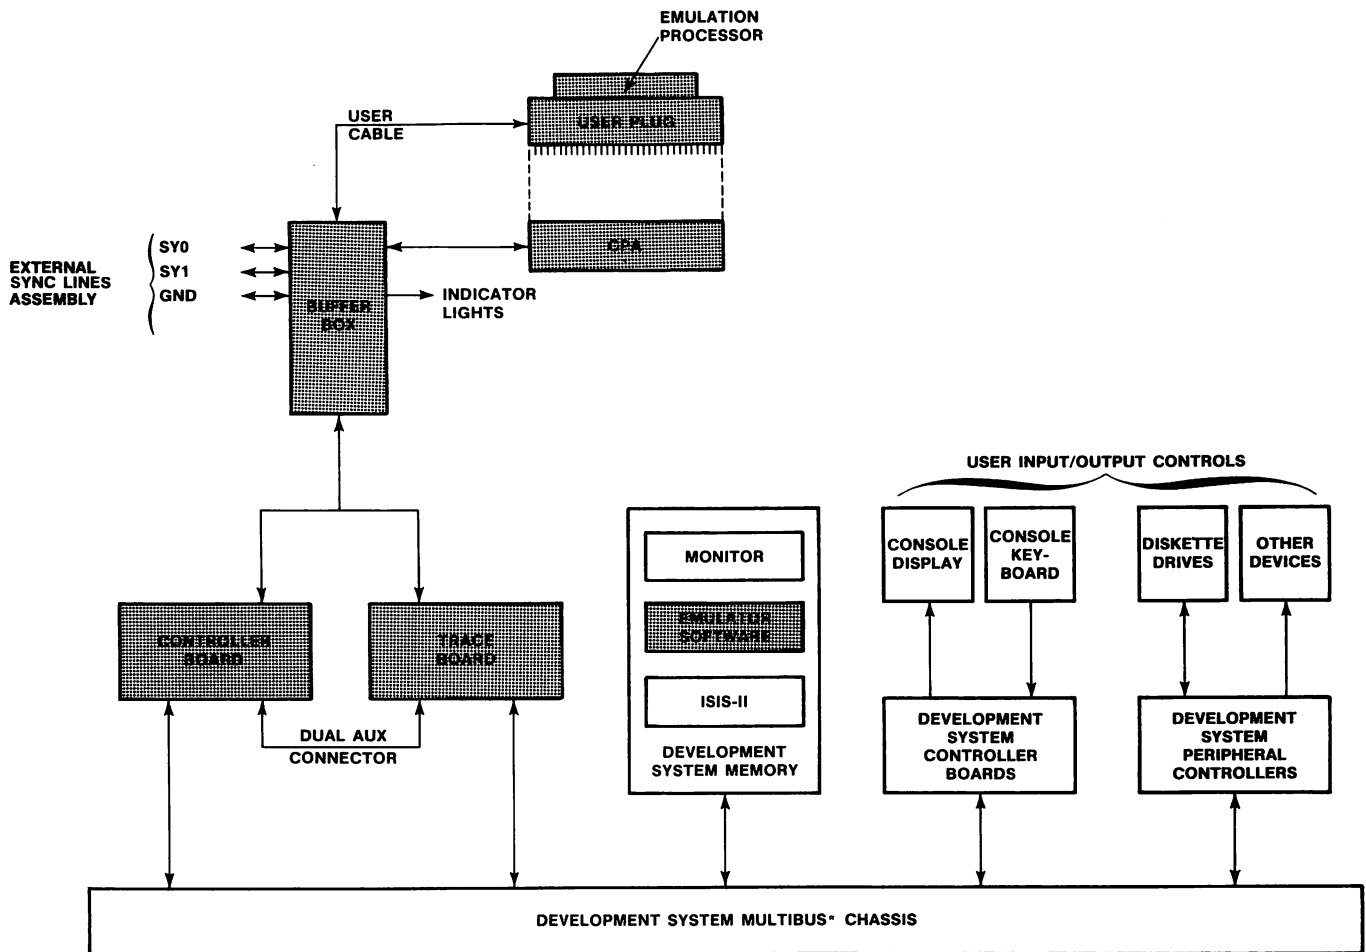 EMULATION
PROCESSOR
USER
CABLE
USER PLUG
EXTERNAL
SYNC LINES
ASSEMBLY
SY0
SY1
GND
CPA
BUFFER
BOX
INDICATOR
LIGHTS
USER INPUT/OUTPUT CONTROLS
CONSOLE
DISPLAY
CONSOLE
KEY-
BOARD
DISKETTE
DRIVES
OTHER
DEVICES
MONITOR
EMULATOR
SOFTWARE
ISIS-II
DEVELOPMENT
SYSTEM MEMORY
CONTROLLER
BOARD
TRACE
BOARD
DUAL AUX
CONNECTOR
DEVELOPMENT
SYSTEM
CONTROLLER
BOARDS
DEVELOPMENT
SYSTEM
PERIPHERAL
CONTROLLERS
DEVELOPMENT SYSTEM MULTIBUS* CHASSIS